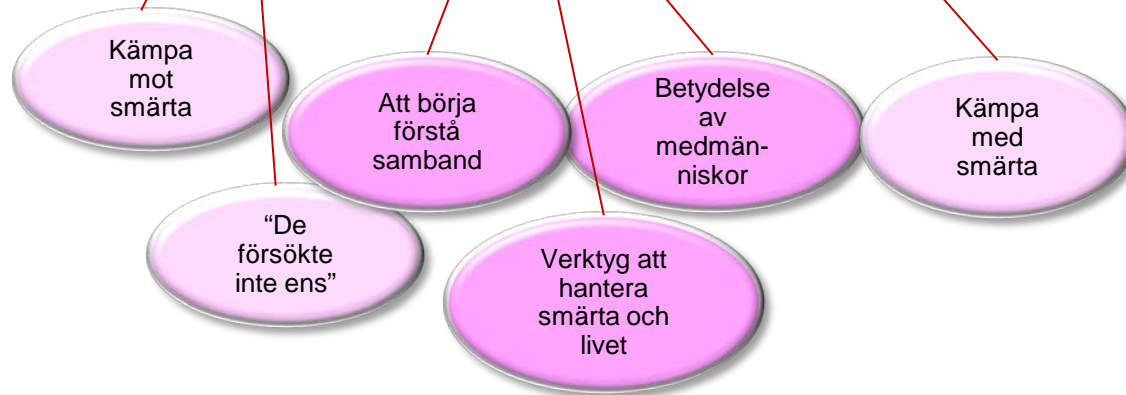 Kämpa
mot
smärta
Att börja
förstå
samband
Betydelse
av
medmän-
niskor
Kämpa
med
smärta
“De
försökte
inte ens”
Verktyg att
hantera
smärta och
livet